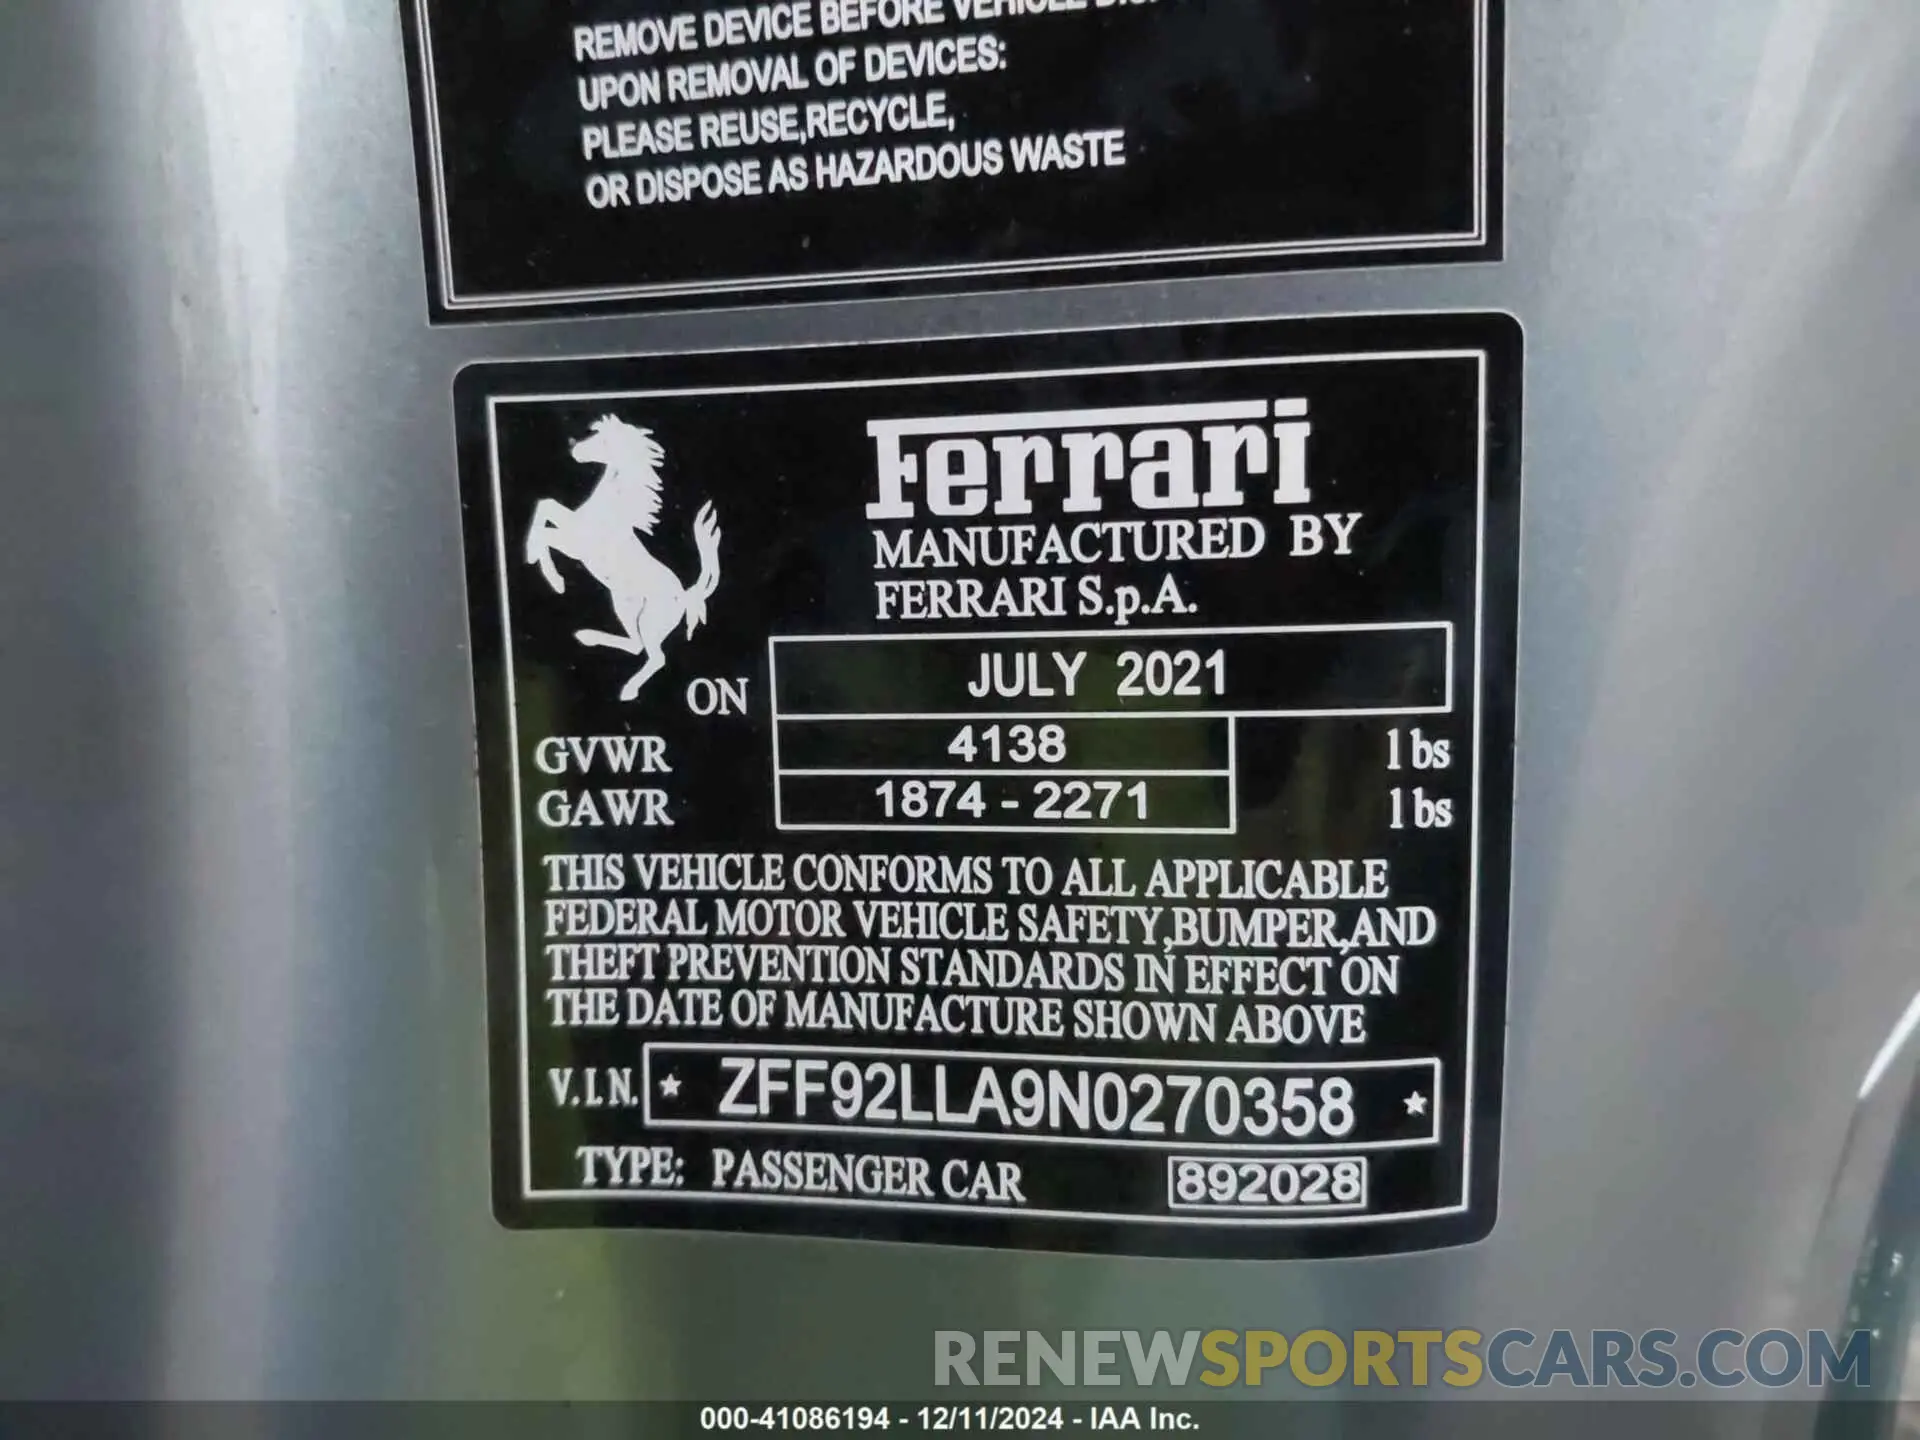 REMOVE DEVICE BEFORE VEHICLE
UPON REMOVAL OF DEVICES:
PLEASE REUSE,RECYCLE,
OR DISPOSE AS HAZARDOUS WASTE
Ferrari
MANUFACTURED BY
FERRARI S.p.A.
ON JULY 2021
GVWR 4138 lbs
GAWR 1874 - 2271 lbs
THIS VEHICLE CONFORMS TO ALL APPLICABLE
FEDERAL MOTOR VEHICLE SAFETY,BUMPER,AND
THEFT PREVENTION STANDARDS IN EFFECT ON
THE DATE OF MANUFACTURE SHOWN ABOVE
V.I.N. ★ ZFF92LLA9N0270358 ★
TYPE: PASSENGER CAR 892028
RENEWSPORTSCARS.COM
000-41086194 - 12/11/2024 - IAA Inc.